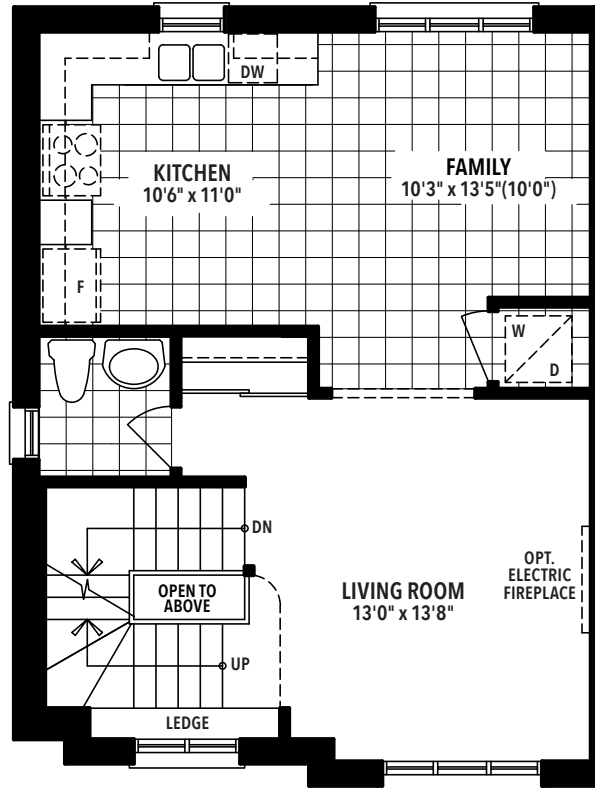 DW
KITCHEN
10'6" x 11'0"
FAMILY
10'3" x 13'5"(10'0")
F
W
D
DN
OPEN TO
ABOVE
OPT.
ELECTRIC
FIREPLACE
LIVING ROOM
13'0" x 13'8"
UP
LEDGE